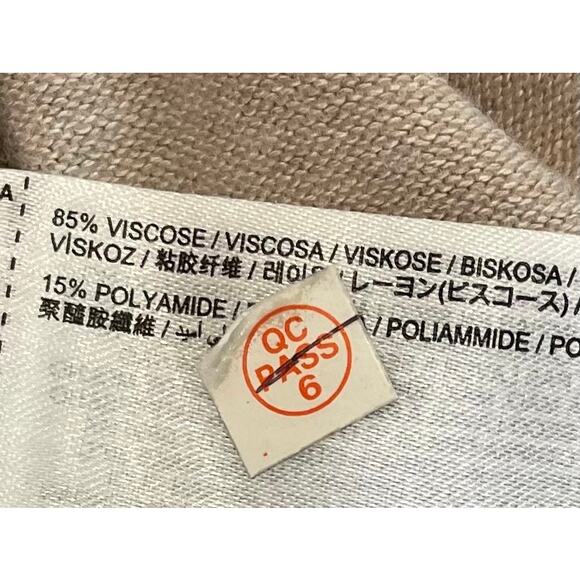 A
85% VISCOSE / VISCOSA / VISKOSE / BISKOSA /
VİSKOZ / 粘胶纤维 / 레이온 / レーヨン(ビスコース) /
15% POLYAMIDE / / POLIAMMIDE / PO
聚醯胺纖維 /
QC
PASS
6